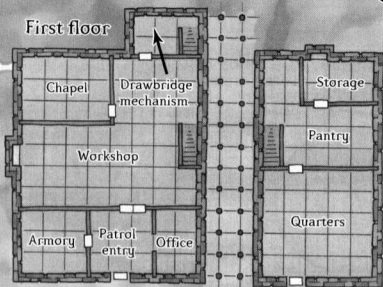 First floor
Chapel
Drawbridge
mechanism
Storage
Pantry
Workshop
Quarters
Armory
Patrol
entry
Office